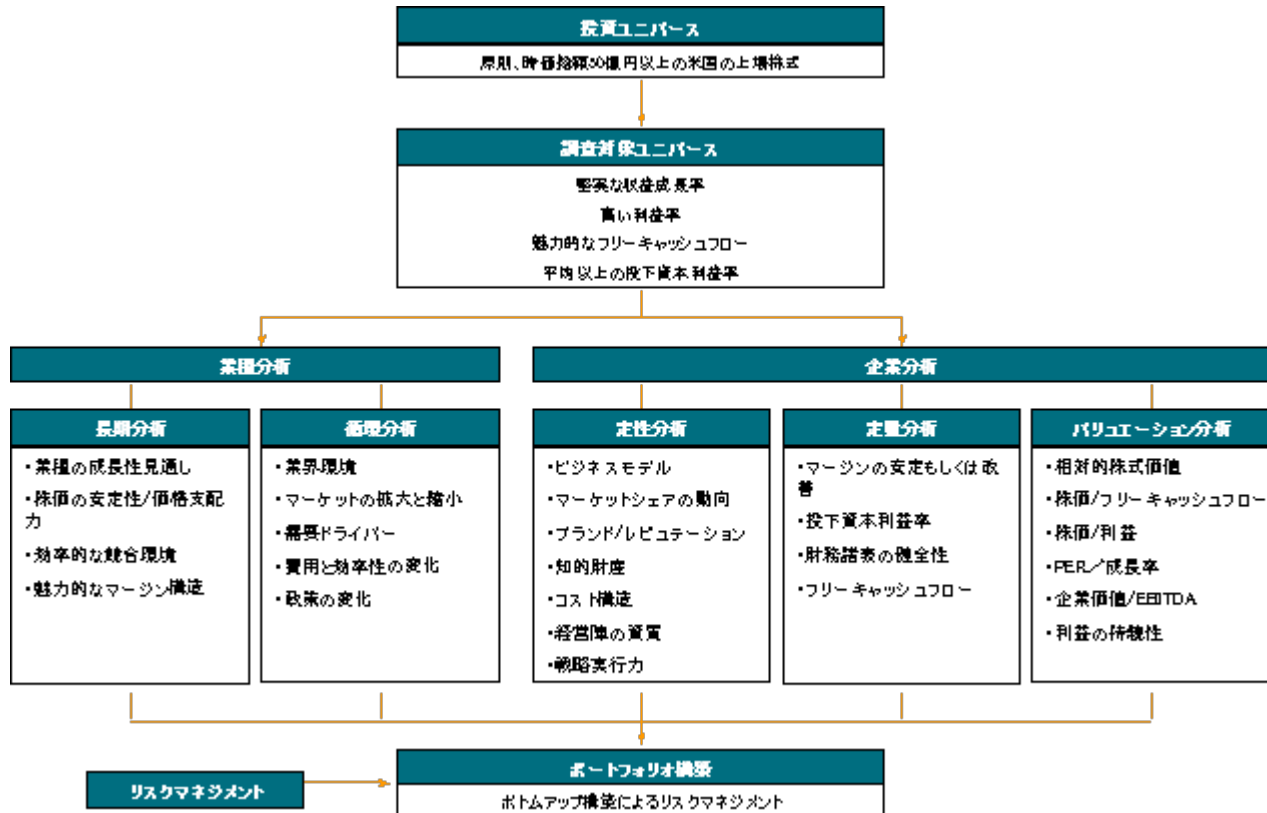 投資ユニバース
原則、時価総額50億円以上の米国の上場株式
調査対象ユニバース
堅実な収益成長率
高い利益率
魅力的なフリーキャッシュフロー
平均以上の投下資本利益率
業種分析
企業分析
長期分析
・業種の成長性見通し
・株価の安定性/価格支配
力
・効率的な競合環境
・魅力的なマージン構造
循環分析
・業界環境
・マーケットの拡大と縮小
・需要ドライバー
・費用と効率性の変化
・政策の変化
定性分析
・ビジネスモデル
・マーケットシェアの動向
・ブランド/レピュテーション
・知的財産
・コスト構造
・経営陣の資質
・戦略実行力
定量分析
・マージンの安定もしくは改
善
・投下資本利益率
・財務諸表の健全性
・フリーキャッシュフロー
バリュエーション分析
・相対的株式価値
・株価/フリーキャッシュフロー
・株価/利益
・PER/成長率
・企業価値/EBITDA
・利益の持続性
リスクマネジメント
ポートフォリオ構築
ボトムアップ構築によるリスクマネジメント